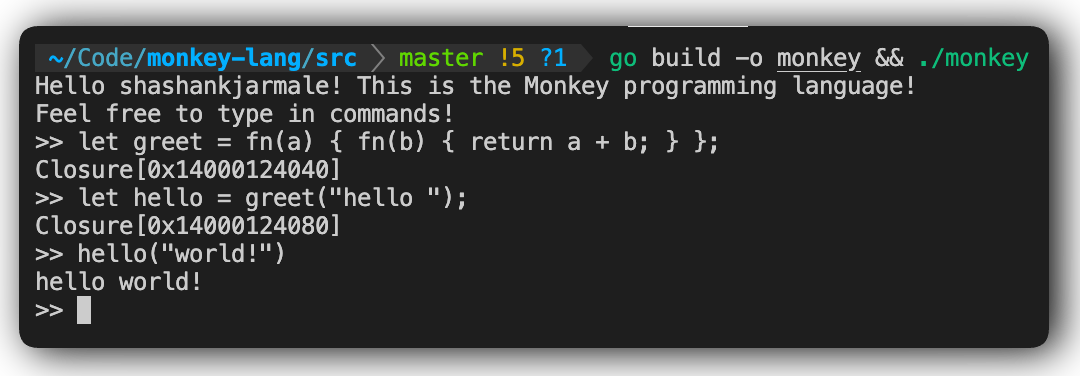 ~/Code/monkey-lang/src master !5 ?1 go build -o monkey && ./monkey
Hello shashankjarmale! This is the Monkey programming language!
Feel free to type in commands!
>> let greet = fn(a) { fn(b) { return a + b; } };
Closure[0x14000124040]
>> let hello = greet("hello ");
Closure[0x14000124080]
>> hello("world!")
hello world!
>>